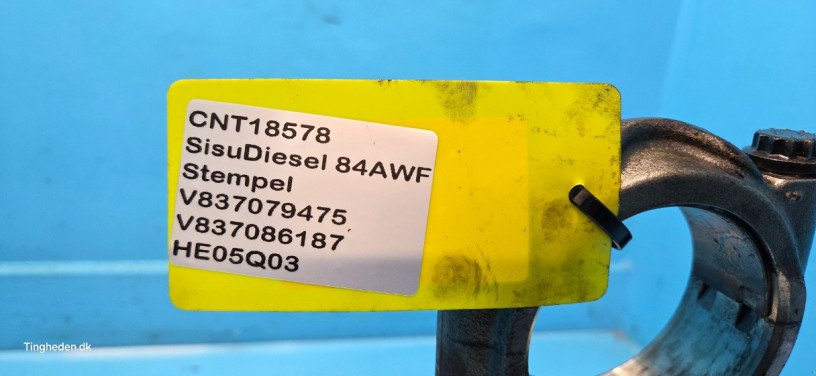 CNT18578
SisuDiesel 84AWF
Stempel
V837079475
V837086187
HE05Q03
Tingheden.dk